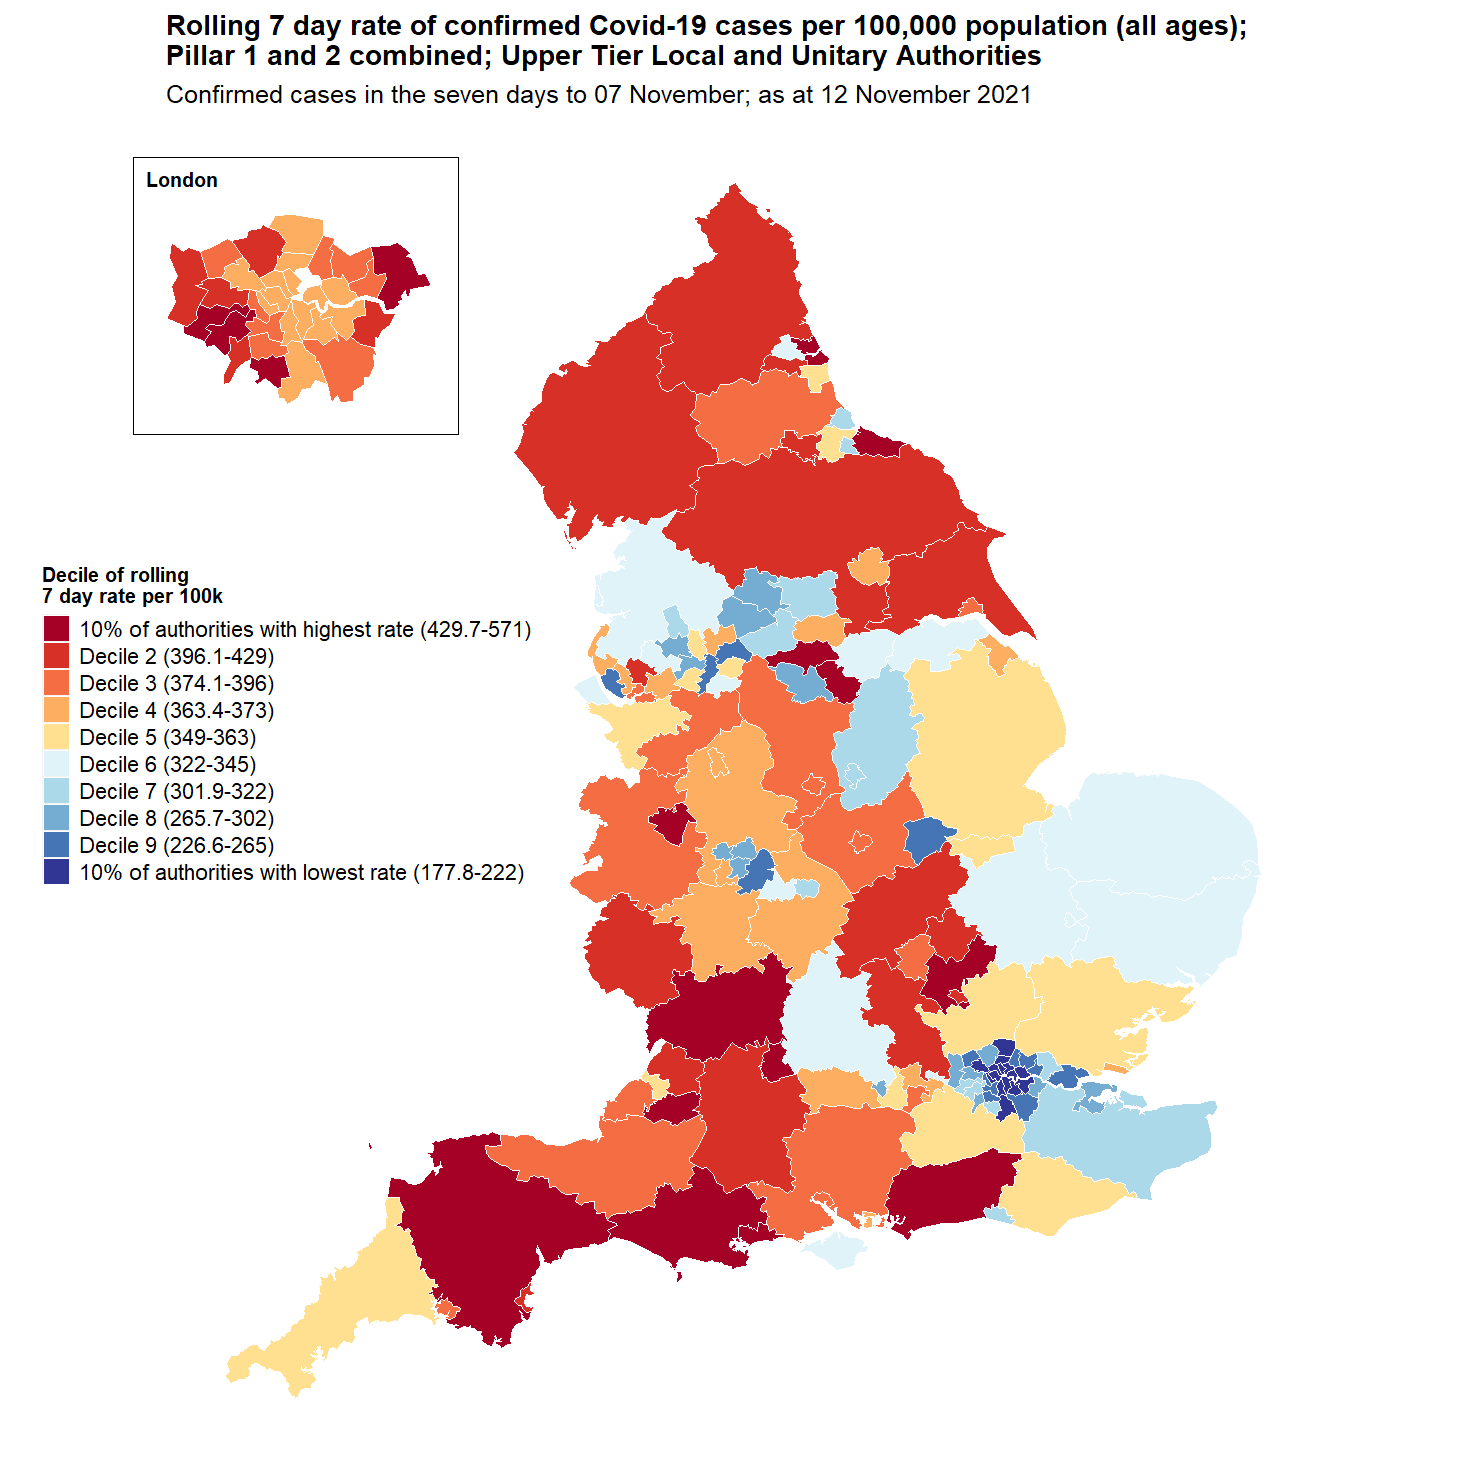 Rolling 7 day rate of confirmed Covid-19 cases per 100,000 population (all ages);
Pillar 1 and 2 combined; Upper Tier Local and Unitary Authorities
Confirmed cases in the seven days to 07 November; as at 12 November 2021
London
Decile of rolling
7 day rate per 100k
10% of authorities with highest rate (429.7-571)
Decile 2 (396.1-429)
Decile 3 (374.1-396)
Decile 4 (363.4-373)
Decile 5 (349-363)
Decile 6 (322-345)
Decile 7 (301.9-322)
Decile 8 (265.7-302)
Decile 9 (226.6-265)
10% of authorities with lowest rate (177.8-222)